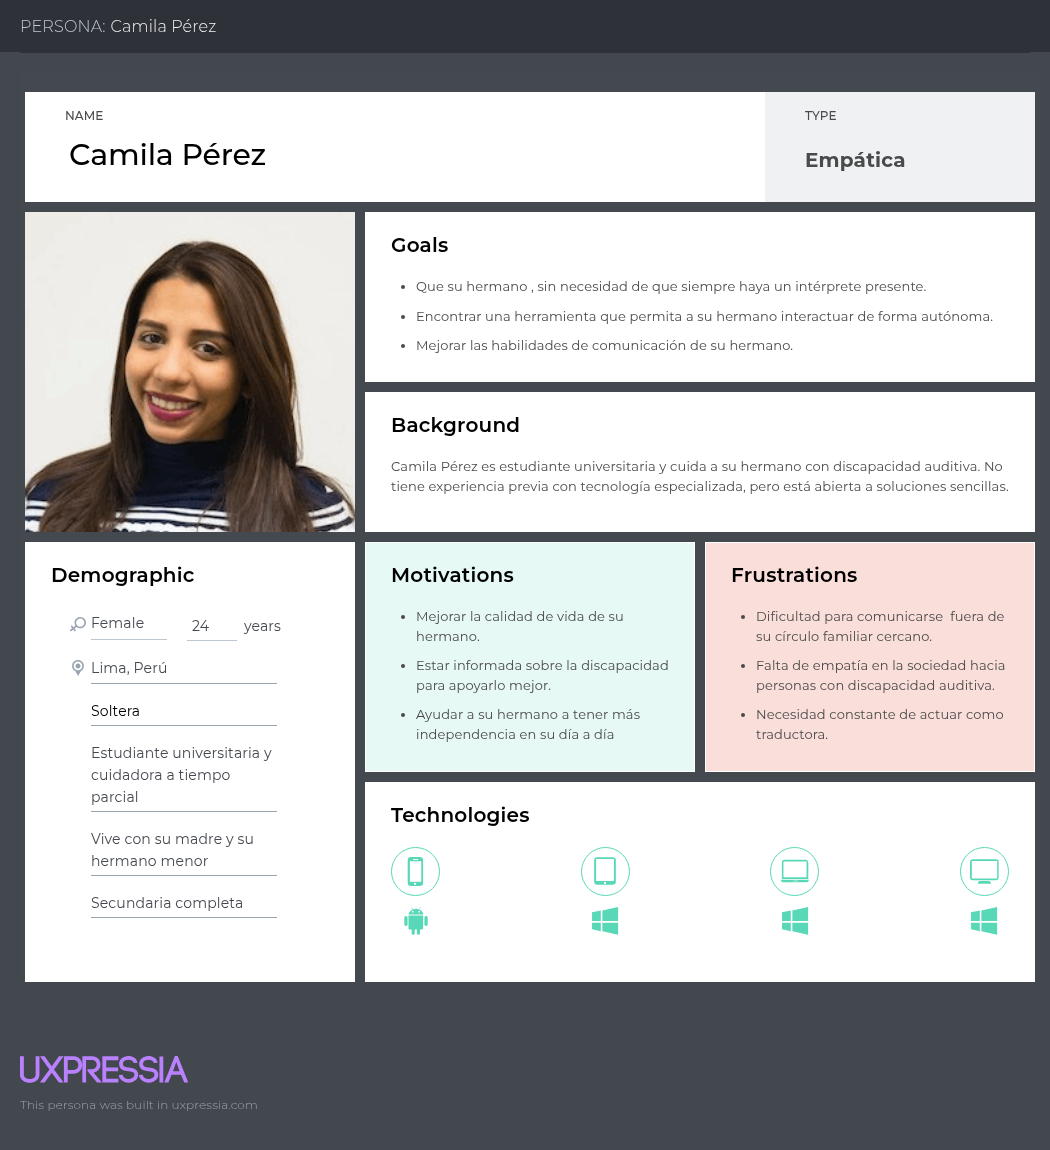 PERSONA: Camila Pérez
NAME
Camila Pérez
TYPE
Empática
Goals
• Que su hermano , sin necesidad de que siempre haya un intérprete presente.
• Encontrar una herramienta que permita a su hermano interactuar de forma autónoma.
• Mejorar las habilidades de comunicación de su hermano.
Background
Camila Pérez es estudiante universitaria y cuida a su hermano con discapacidad auditiva. No
tiene experiencia previa con tecnología especializada, pero está abierta a soluciones sencillas.
Demographic
Female 24 years
Lima, Perú
Soltera
Estudiante universitaria y
cuidadora a tiempo
parcial
Vive con su madre y su
hermano menor
Secundaria completa
Motivations
• Mejorar la calidad de vida de su
hermano.
• Estar informada sobre la discapacidad
para apoyarlo mejor.
• Ayudar a su hermano a tener más
independencia en su día a día
Frustrations
• Dificultad para comunicarse  fuera de
su círculo familiar cercano.
• Falta de empatía en la sociedad hacia
personas con discapacidad auditiva.
• Necesidad constante de actuar como
traductora.
Technologies
UXPRESSIA
This persona was built in uxpressia.com